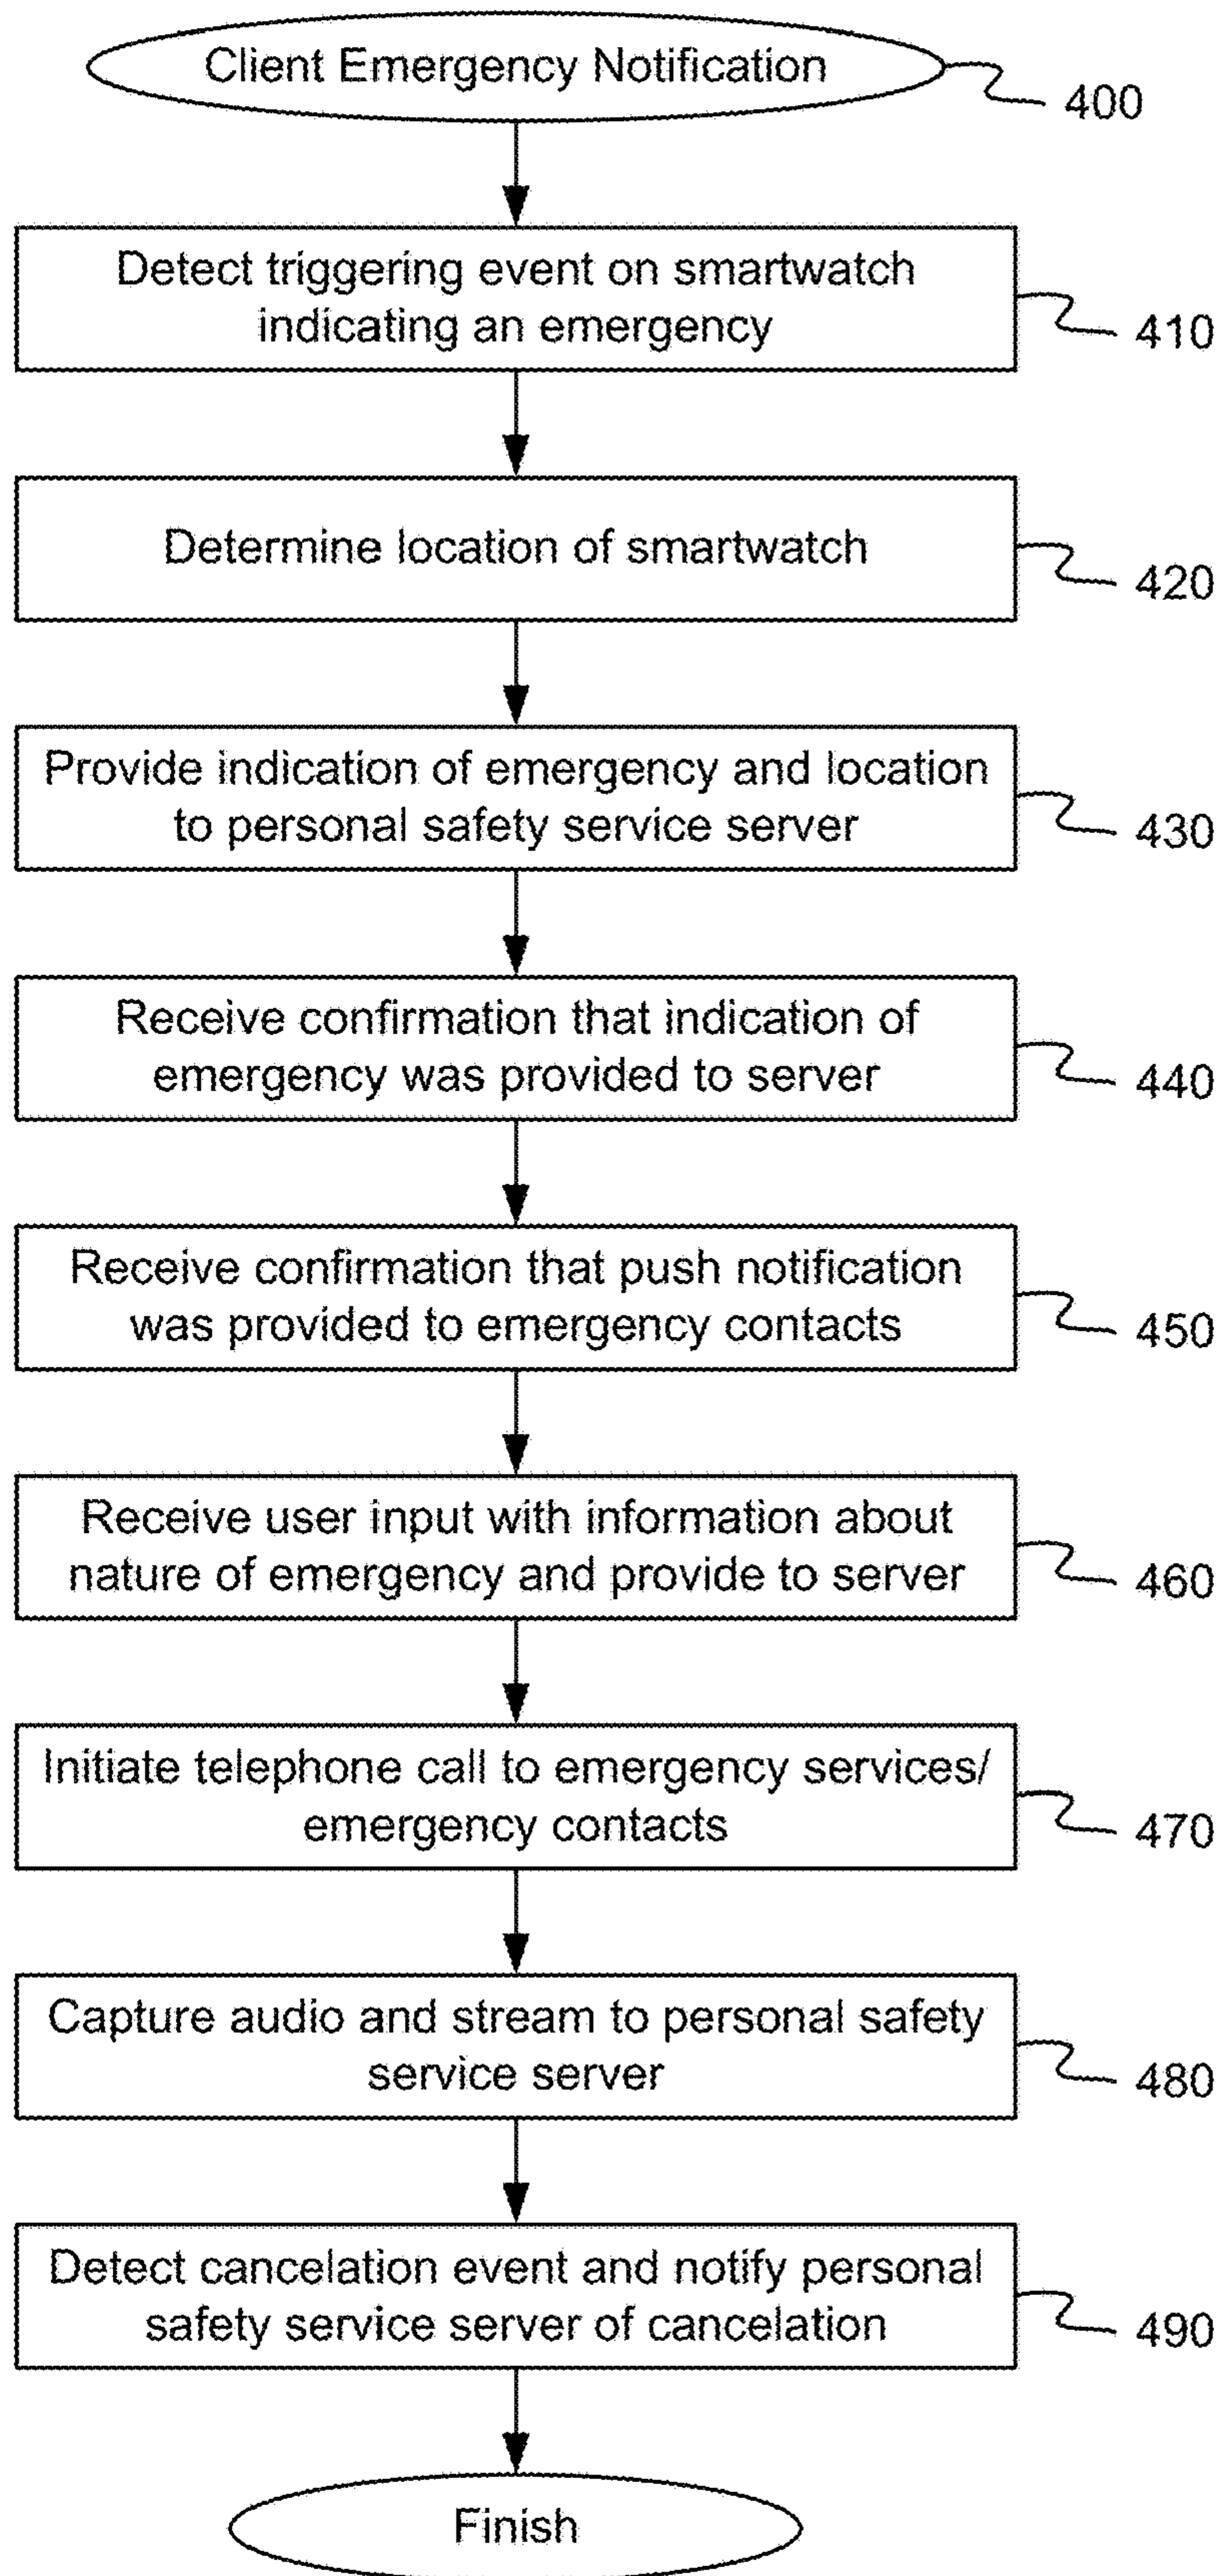 Client Emergency Notification
400
Detect triggering event on smartwatch
indicating an emergency
410
Determine location of smartwatch
420
Provide indication of emergency and location
to personal safety service server
430
Receive confirmation that indication of
emergency was provided to server
440
Receive confirmation that push notification
was provided to emergency contacts
450
Receive user input with information about
nature of emergency and provide to server
460
Initiate telephone call to emergency services/
emergency contacts
470
Capture audio and stream to personal safety
service server
480
Detect cancelation event and notify personal
safety service server of cancelation
490
Finish